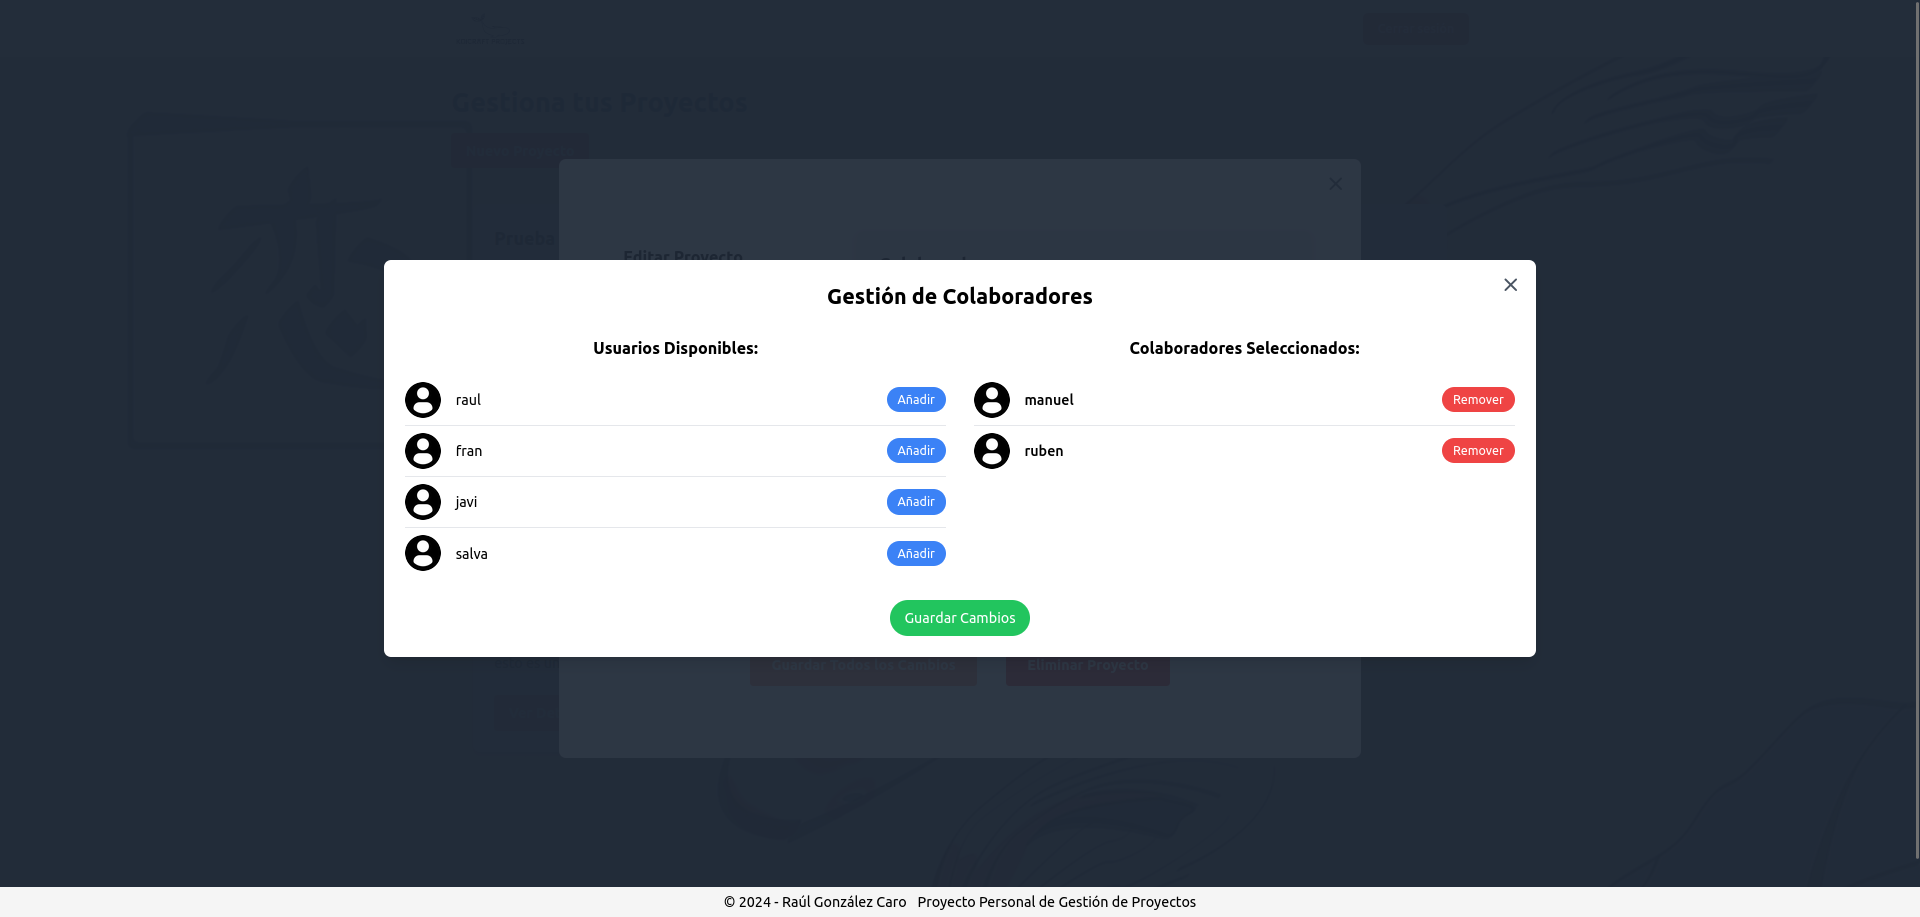 Gestiona tus Proyectos
Prueba
Editar Proyecto
Gestión de Colaboradores
Usuarios Disponibles:
raul Añadir
fran Añadir
javi Añadir
salva Añadir
Colaboradores Seleccionados:
manuel Remover
ruben Remover
Guardar Cambios
Guardar Todos los Cambios Eliminar Proyecto
© 2024 - Raúl González Caro Proyecto Personal de Gestión de Proyectos